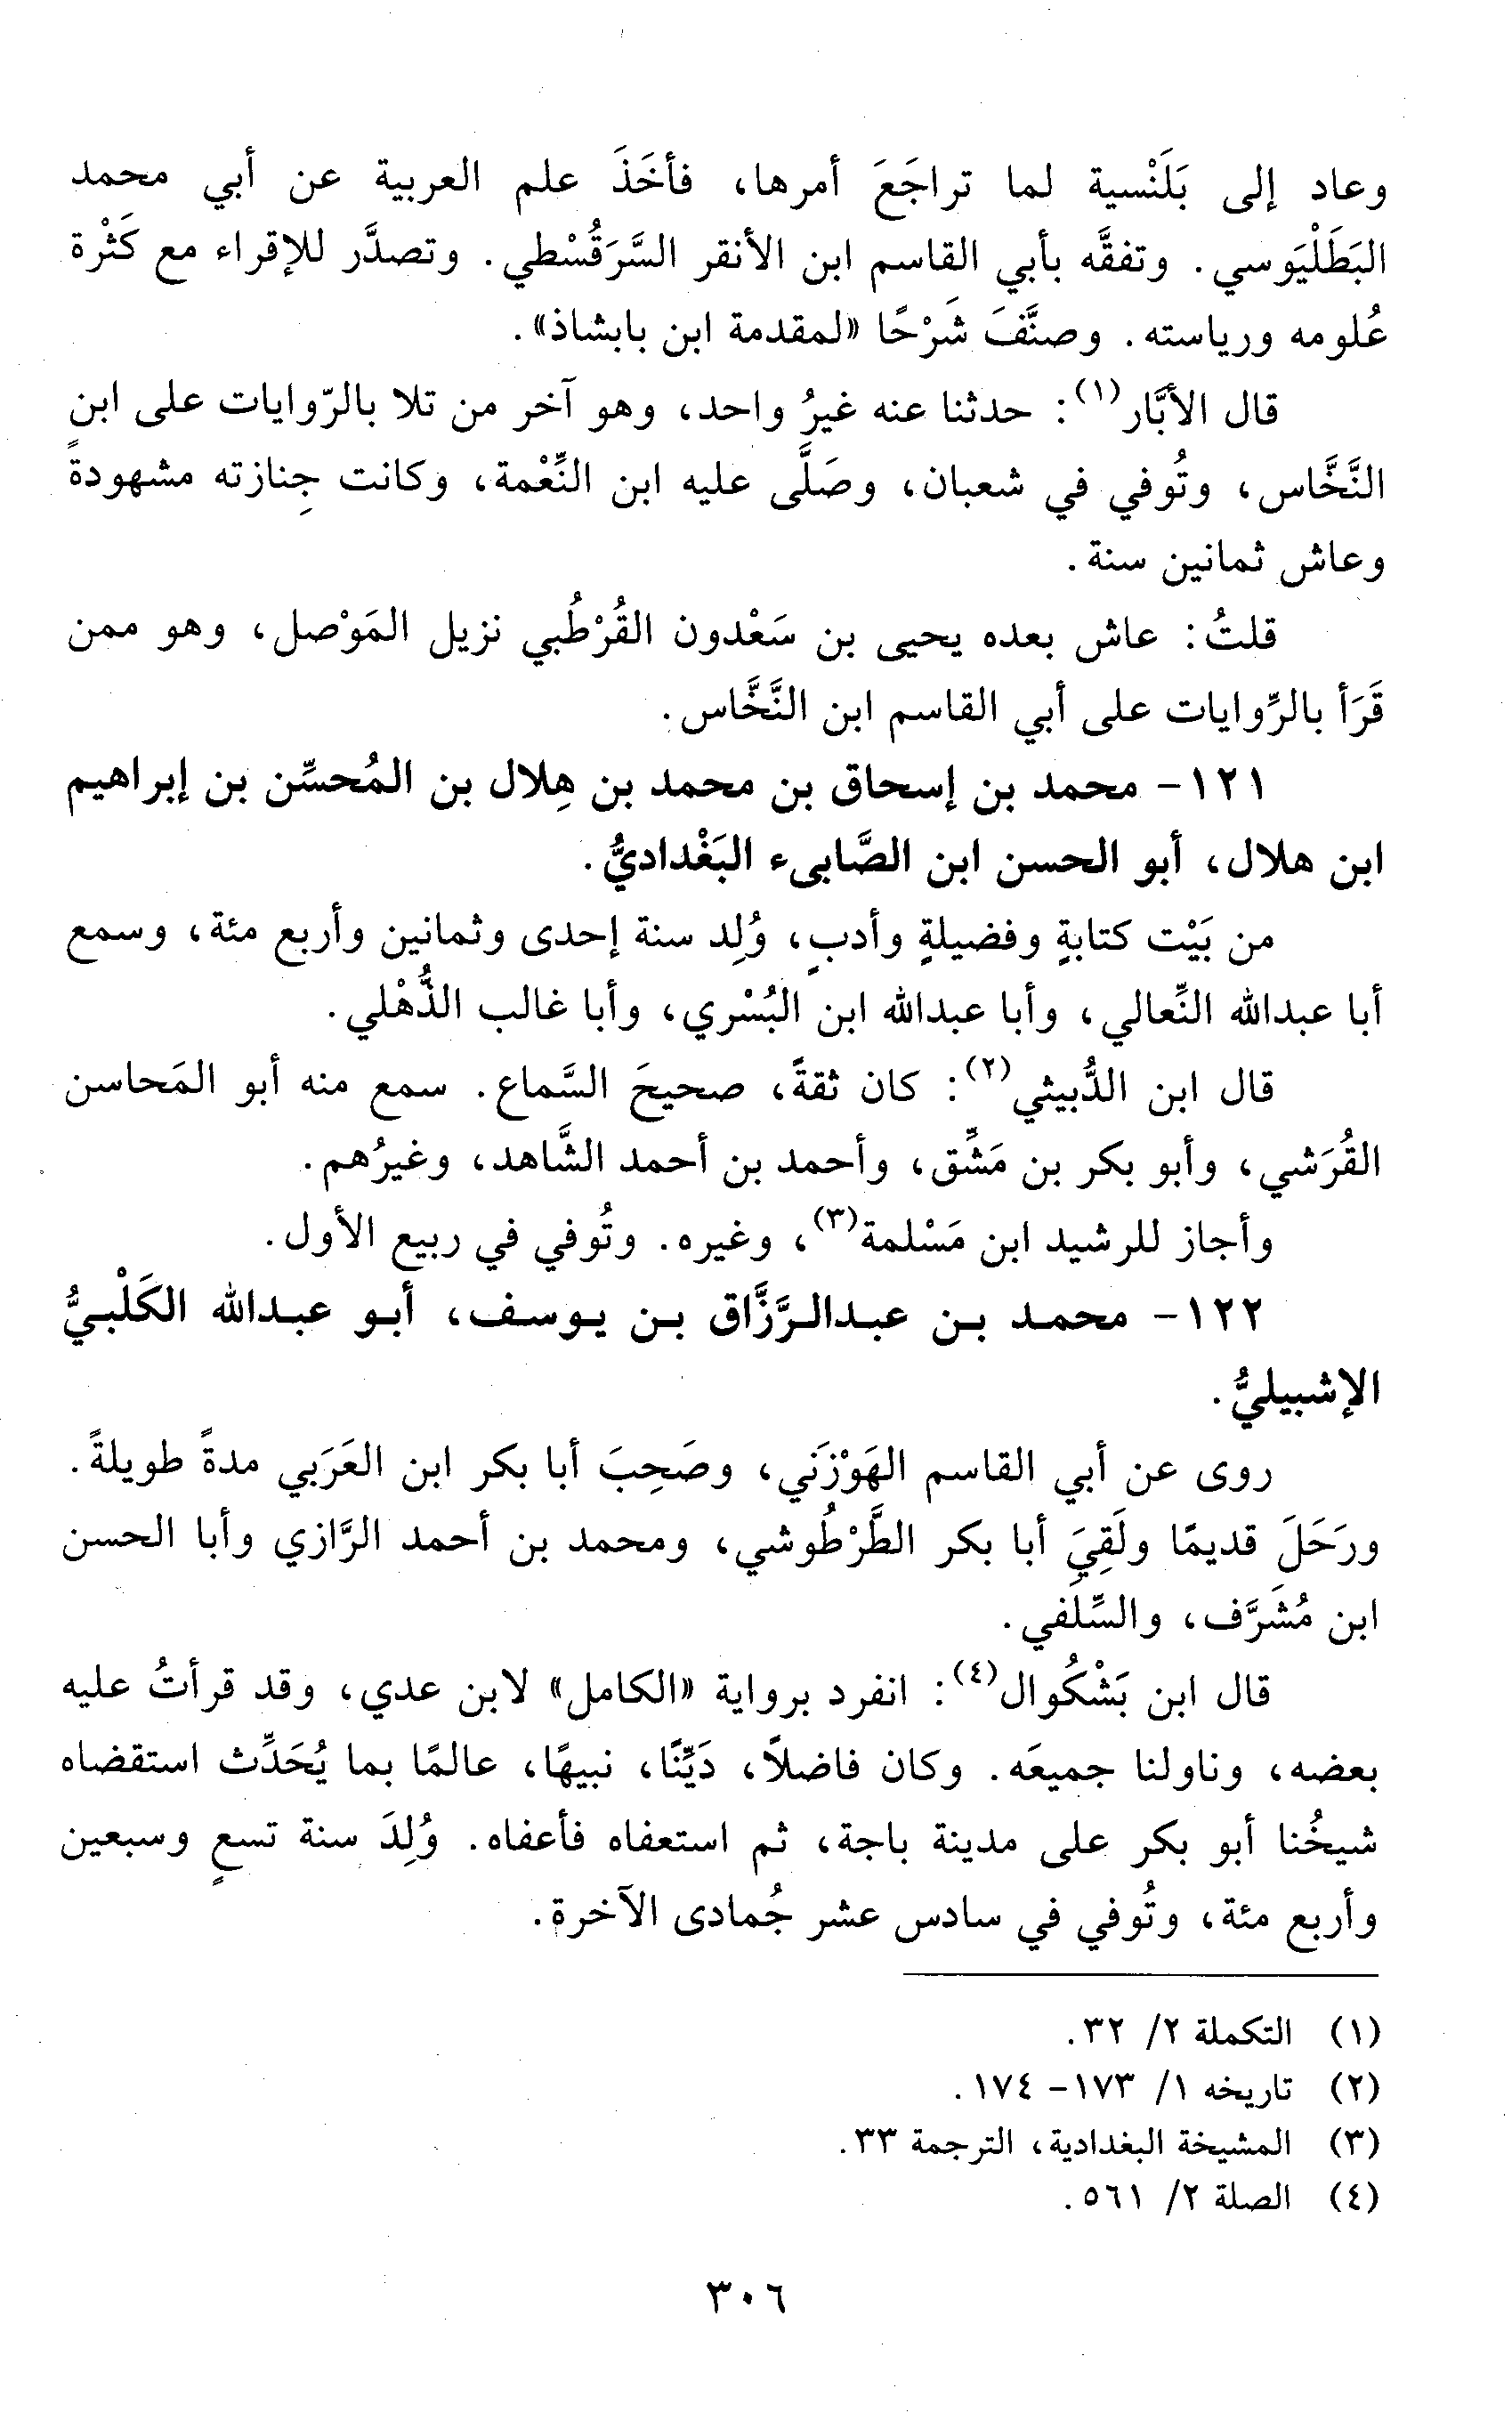 وعاد إلى بَلَنْسية لما تراجَعَ أمرها، فأخَذَ علم العربية عن أبي محمد
البَطَلْيَوسي. وتفقَّه بأبي القاسم ابن الأنقر السَّرَقُسْطي. وتصدَّر للإقراء مع كَثْرة
عُلومه ورياسته. وصنَّفَ شَرْحًا «لمقدمة ابن بابشاذ».
قال الأبَّار(١): حدثنا عنه غيرُ واحد، وهو آخر من تلا بالرّوايات على ابن
النَّخَّاس، وتُوفي في شعبان، وصَلَّى عليه ابن النِّعْمة، وكانت جِنازته مشهودةً
وعاش ثمانين سنة.
قلتُ: عاش بعده يحيى بن سَعْدون القُرْطُبي نزيل المَوْصل، وهو ممن
قَرَأ بالرِّوايات على أبي القاسم ابن النَّخَّاس.
١٢١- محمد بن إسحاق بن محمد بن هِلال بن المُحسِّن بن إبراهيم
ابن هلال، أبو الحسن ابن الصَّابىء البَغْداديُّ.
من بَيْت كتابةٍ وفضيلةٍ وأدبٍ، وُلِد سنة إحدى وثمانين وأربع مئة، وسمع
أبا عبدالله النِّعالي، وأبا عبدالله ابن البُسْري، وأبا غالب الذُّهْلي.
قال ابن الدُّبيثي(٢): كان ثقةً، صحيحَ السَّماع. سمع منه أبو المَحاسن
القُرَشي، وأبو بكر بن مَشِّق، وأحمد بن أحمد الشَّاهد، وغيرُهم.
وأجاز للرشيد ابن مَسْلمة(٣)، وغيره. وتُوفي في ربيع الأول.
١٢٢- محمـد بـن عبـدالـرَّزَّاق بـن يـوسـف، أبـو عبـدالله الكَلْبـيُّ
الإشبيليُّ.
روى عن أبي القاسم الهَوْزَني، وصَحِبَ أبا بكر ابن العَرَبي مدةً طويلةً.
ورَحَلَ قديمًا ولَقِيَ أبا بكر الطَّرْطُوشي، ومحمد بن أحمد الرَّازي وأبا الحسن
ابن مُشَرَّف، والسِّلَفي.
قال ابن بَشْكُوال(٤): انفرد برواية «الكامل» لابن عدي، وقد قرأتُ عليه
بعضه، وناولنا جميعَه. وكان فاضلاً، دَيِّنًا، نبيهًا، عالمًا بما يُحَدِّث استقضاه
شيخُنا أبو بكر على مدينة باجة، ثم استعفاه فأعفاه. وُلِدَ سنة تسعٍ وسبعين
وأربع مئة، وتُوفي في سادس عشر جُمادى الآخرة.
(١) التكملة ٢/ ٣٢.
(٢) تاريخه ١/ ١٧٣- ١٧٤.
(٣) المشيخة البغدادية، الترجمة ٣٣.
(٤) الصلة ٢/ ٥٦١.
٣٠٦